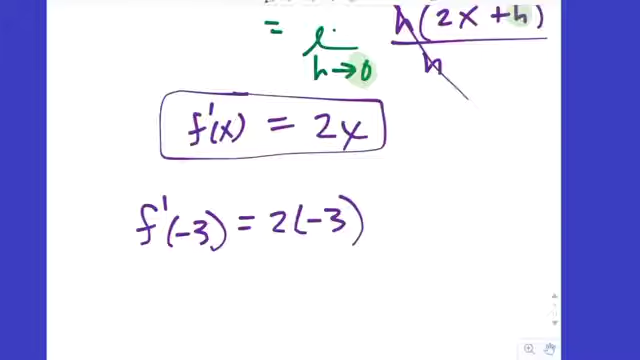 = lim h→0 h(2x+h)/h
f'(x) = 2x
f'(-3) = 2(-3)